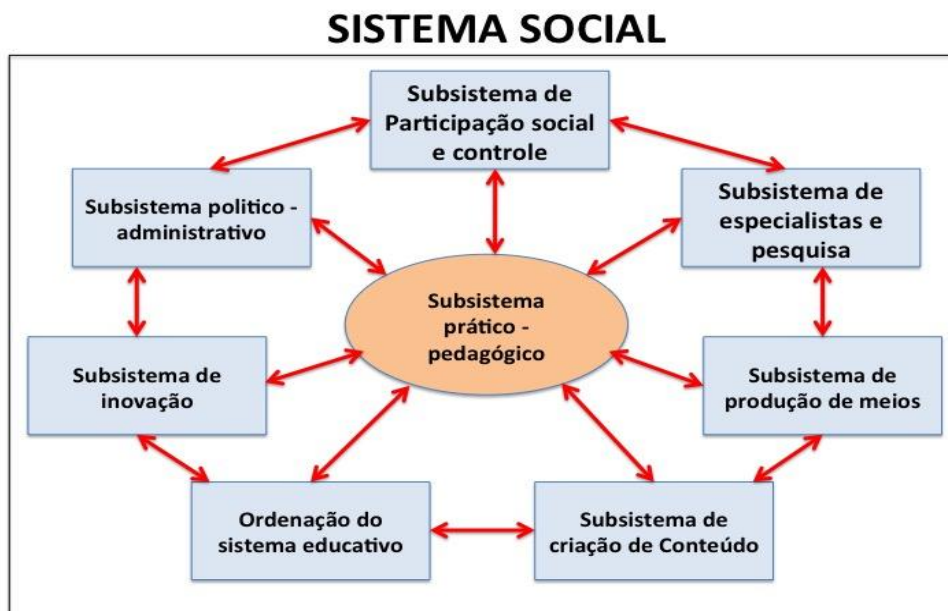 SISTEMA SOCIAL
Subsistema de
Participação social
e controle
Subsistema politico -
administrativo
Subsistema de
especialistas e
pesquisa
Subsistema
prático -
pedagógico
Subsistema de
inovação
Subsistema de
produção de meios
Ordenação do
sistema educativo
Subsistema de
criação de Conteúdo